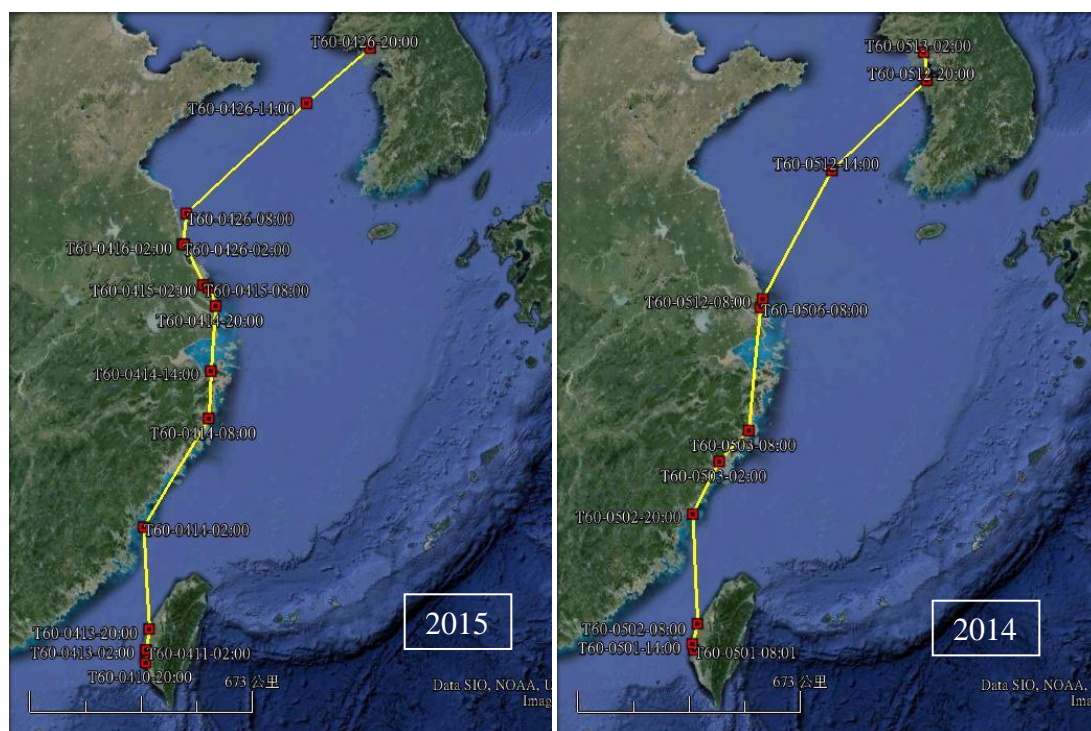 T60-0426-20:00
T60-0426-14:00
T60-0426-08:00
T60-0416-02:00
T60-0426-02:00
T60-0415-02:00
T60-0415-08:00
T60-0414-20:00
T60-0414-14:00
T60-0414-08:00
T60-0414-02:00
T60-0413-20:00
T60-0413-02:00
T60-0411-02:00
T60-0410-20:00
2015
673 公里
Data SIO, NOAA, U
Imag
T60-0513-02:00
T60-0512-20:00
T60-0512-14:00
T60-0512-08:00
T60-0506-08:00
T60-0503-08:00
T60-0503-02:00
T60-0502-20:00
T60-0502-08:00
T60-0501-14:00
T60-0501-08:01
2014
673 公里
Data SIO, NOAA,
Ima